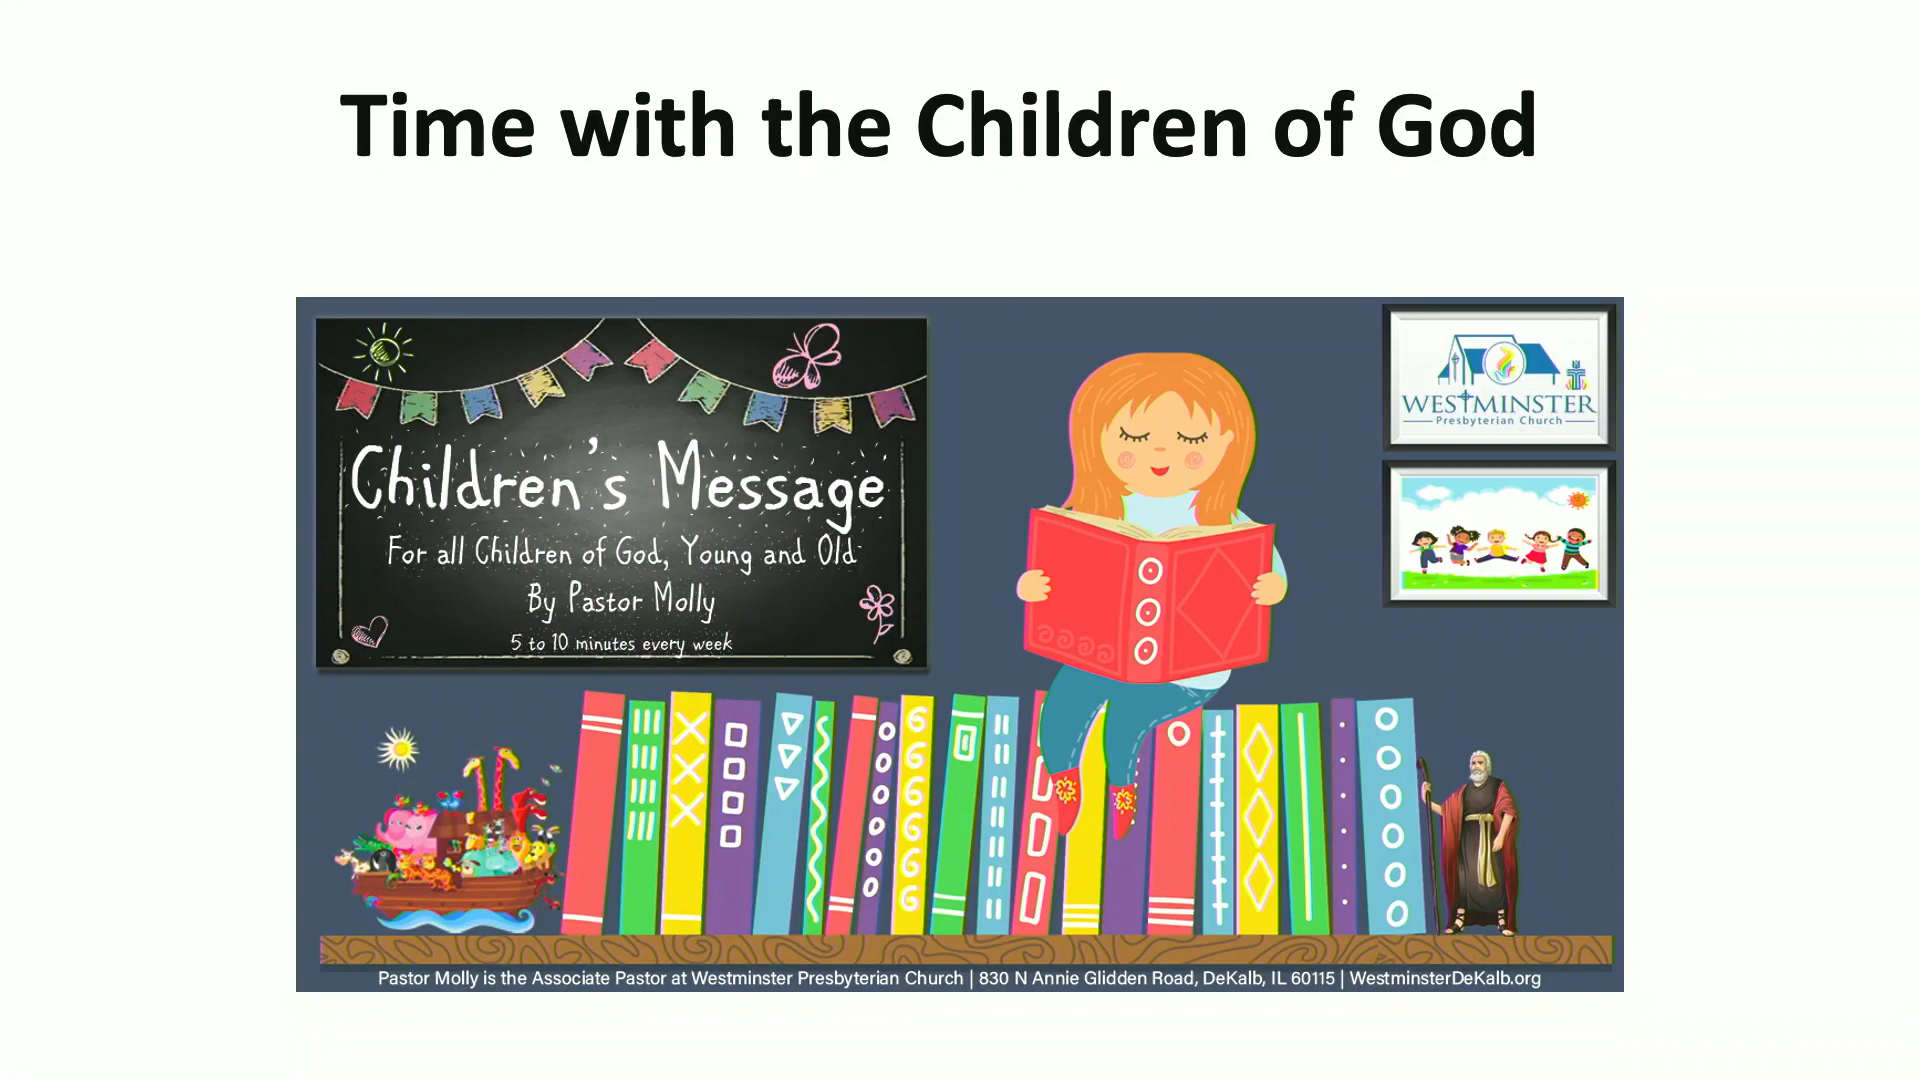 Time with the Children of God
Children's Message
For all Children of God, Young and Old
By Pastor Molly
5 to 10 minutes every week
WESTMINSTER
Presbyterian Church
Pastor Molly is the Associate Pastor at Westminster Presbyterian Church | 830 N Annie Glidden Road, DeKalb, IL 60115 | WestminsterDeKalb.org